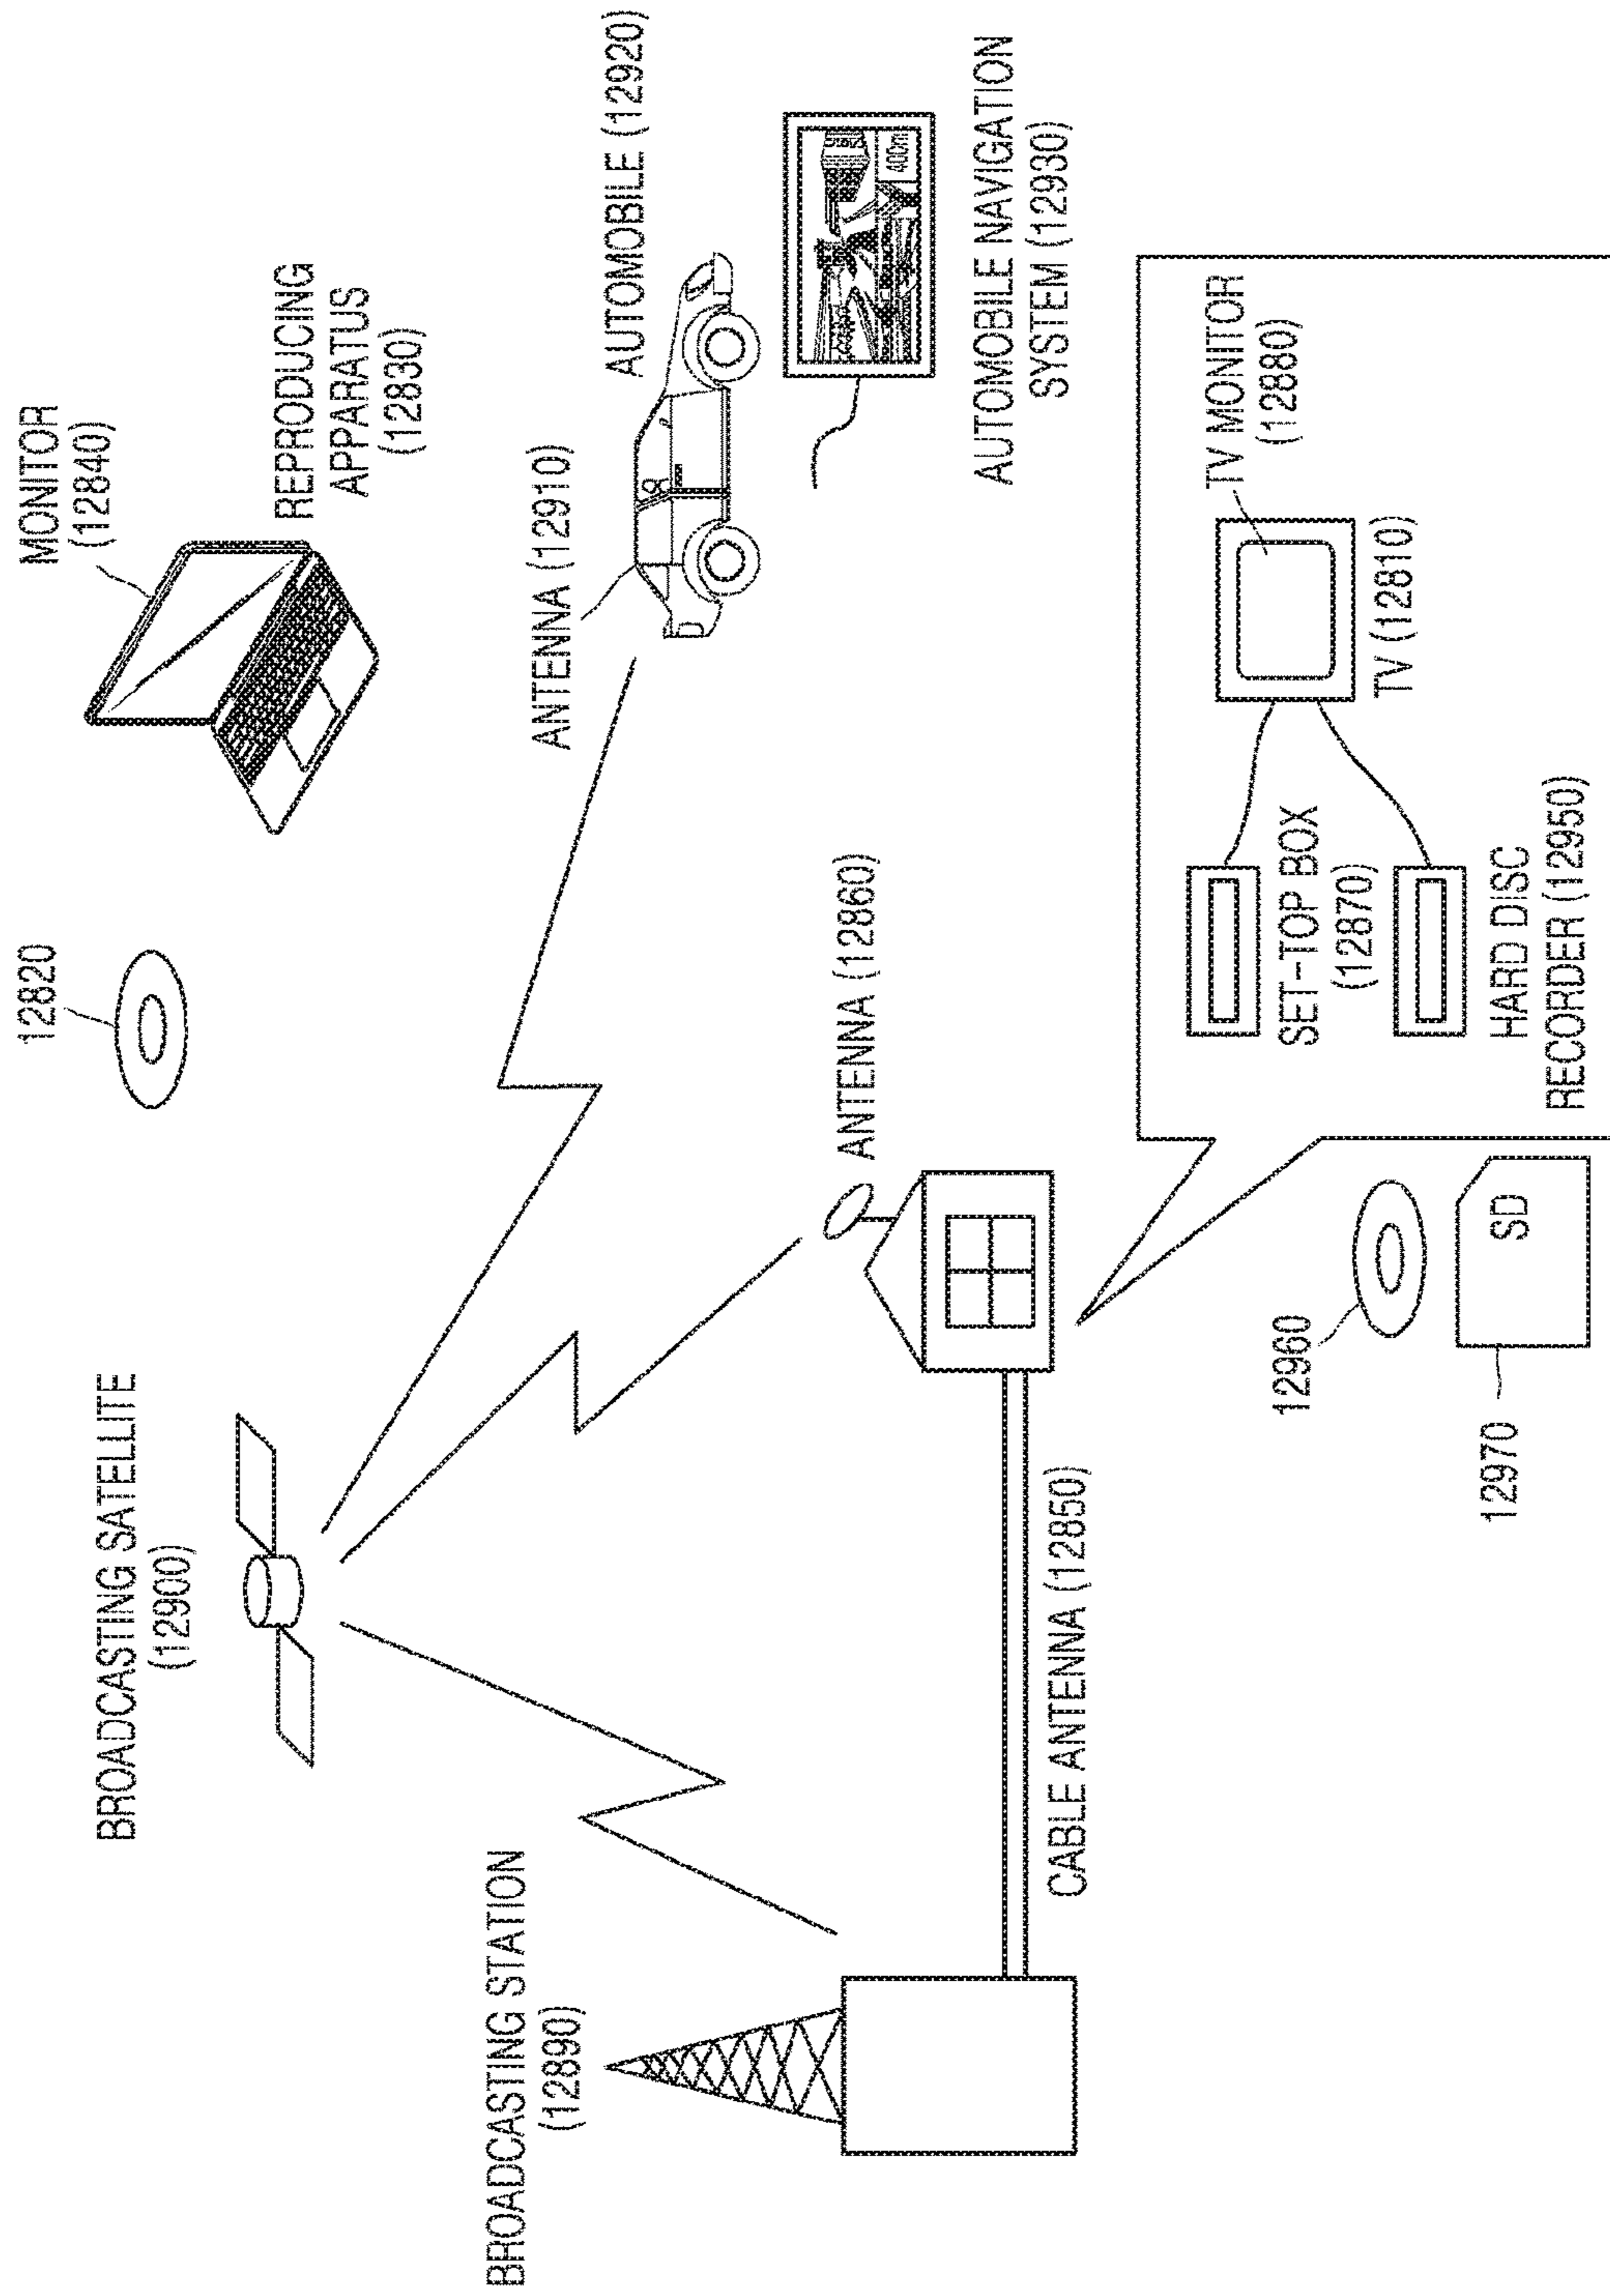 BROADCASTING SATELLITE
(12900)
12820
MONITOR
(12840)
REPRODUCING
APPARATUS
(12830)
BROADCASTING STATION
(12890)
ANTENNA (12910)
AUTOMOBILE (12920)
400m
AUTOMOBILE NAVIGATION
SYSTEM (12930)
ANTENNA (12860)
CABLE ANTENNA (12850)
TV MONITOR
(12880)
TV (12810)
SET-TOP BOX
(12870)
HARD DISC
RECORDER (12950)
12960
SD
12970